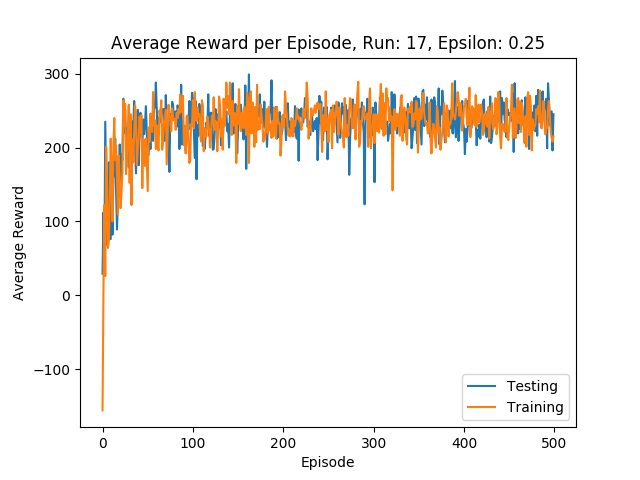 Average Reward per Episode, Run: 17, Epsilon: 0.25
300
200
100
0
−100
Average Reward
0 100 200 300 400 500
Episode
Testing
Training